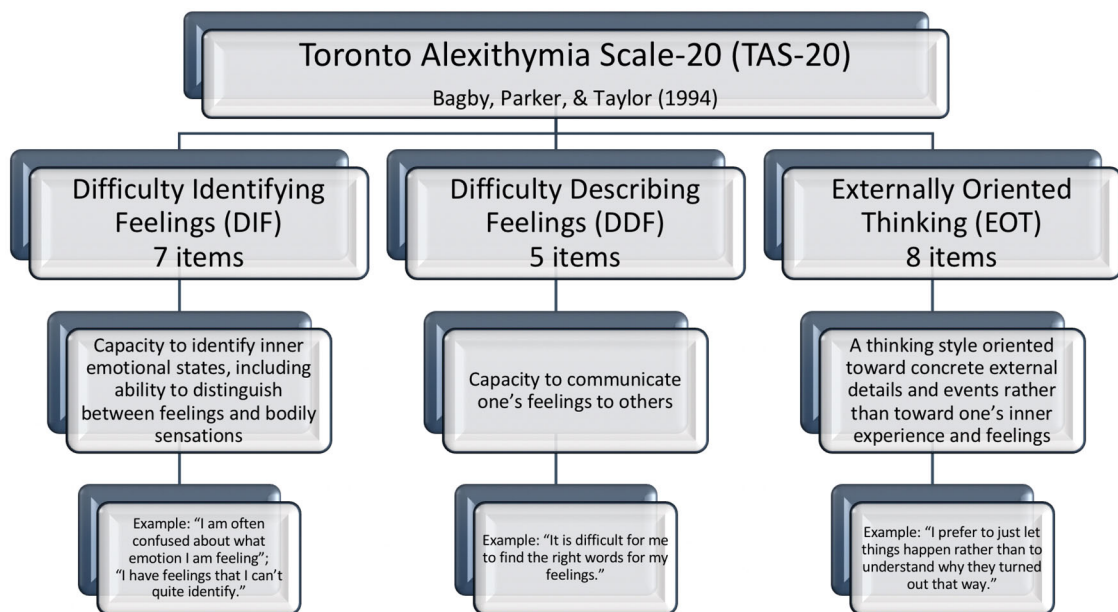 Toronto Alexithymia Scale-20 (TAS-20)
Bagby, Parker, & Taylor (1994)
Difficulty Identifying
Feelings (DIF)
7 items
Difficulty Describing
Feelings (DDF)
5 items
Externally Oriented
Thinking (EOT)
8 items
Capacity to identify inner
emotional states, including
ability to distinguish
between feelings and bodily
sensations
Capacity to communicate
one’s feelings to others
A thinking style oriented
toward concrete external
details and events rather
than toward one’s inner
experience and feelings
Example: “I am often
confused about what
emotion I am feeling”;
“I have feelings that I can’t
quite identify.”
Example: “It is difficult for me
to find the right words for my
feelings.”
Example: “I prefer to just let
things happen rather than to
understand why they turned
out that way.”